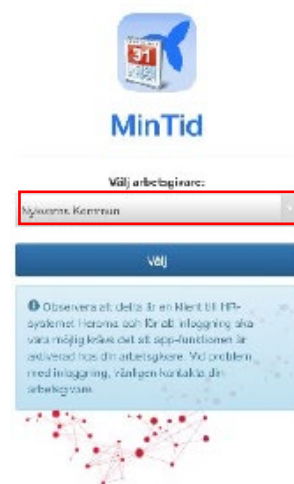 31
MinTid
Välj arbetsgivare:
Nykvarns Kommun
Välj
Observera att detta är en klient till HR-
systemet Heroma och för att inloggning ska
vara möjlig krävs det att app-funktionen är
aktiverad hos din arbetsgivare. Vid problem
med inloggning, vänligen kontakta din
arbetsgivare.